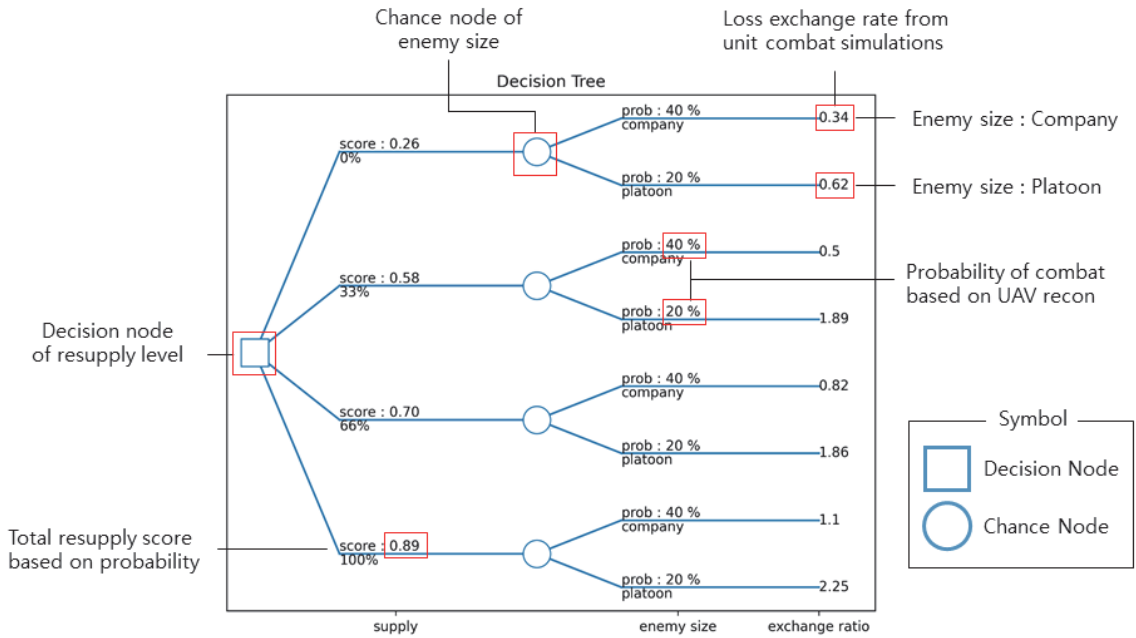 Chance node of
enemy size
Loss exchange rate from
unit combat simulations
Decision Tree
prob : 40 %
company
0.34
Enemy size : Company
score : 0.26
0%
prob : 20 %
platoon
0.62
Enemy size : Platoon
prob : 40 %
company
0.5
score : 0.58
33%
Probability of combat
based on UAV recon
prob : 20 %
platoon
1.89
Decision node
of resupply level
prob : 40 %
company
0.82
score : 0.70
66%
prob : 20 %
platoon
1.86
Symbol
Decision Node
Chance Node
prob : 40 %
company
1.1
Total resupply score
based on probability
score : 0.89
100%
prob : 20 %
platoon
2.25
supply
enemy size
exchange ratio